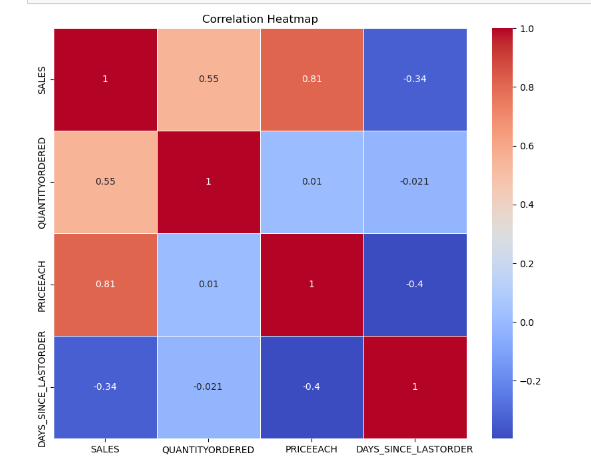 Correlation Heatmap
SALES
1
0.55
0.81
-0.34
QUANTITYORDERED
0.55
1
0.01
-0.021
PRICEEACH
0.81
0.01
1
-0.4
DAYS_SINCE_LASTORDER
-0.34
-0.021
-0.4
1
SALES
QUANTITYORDERED
PRICEEACH
DAYS_SINCE_LASTORDER
1.0
0.8
0.6
0.4
0.2
0.0
−0.2